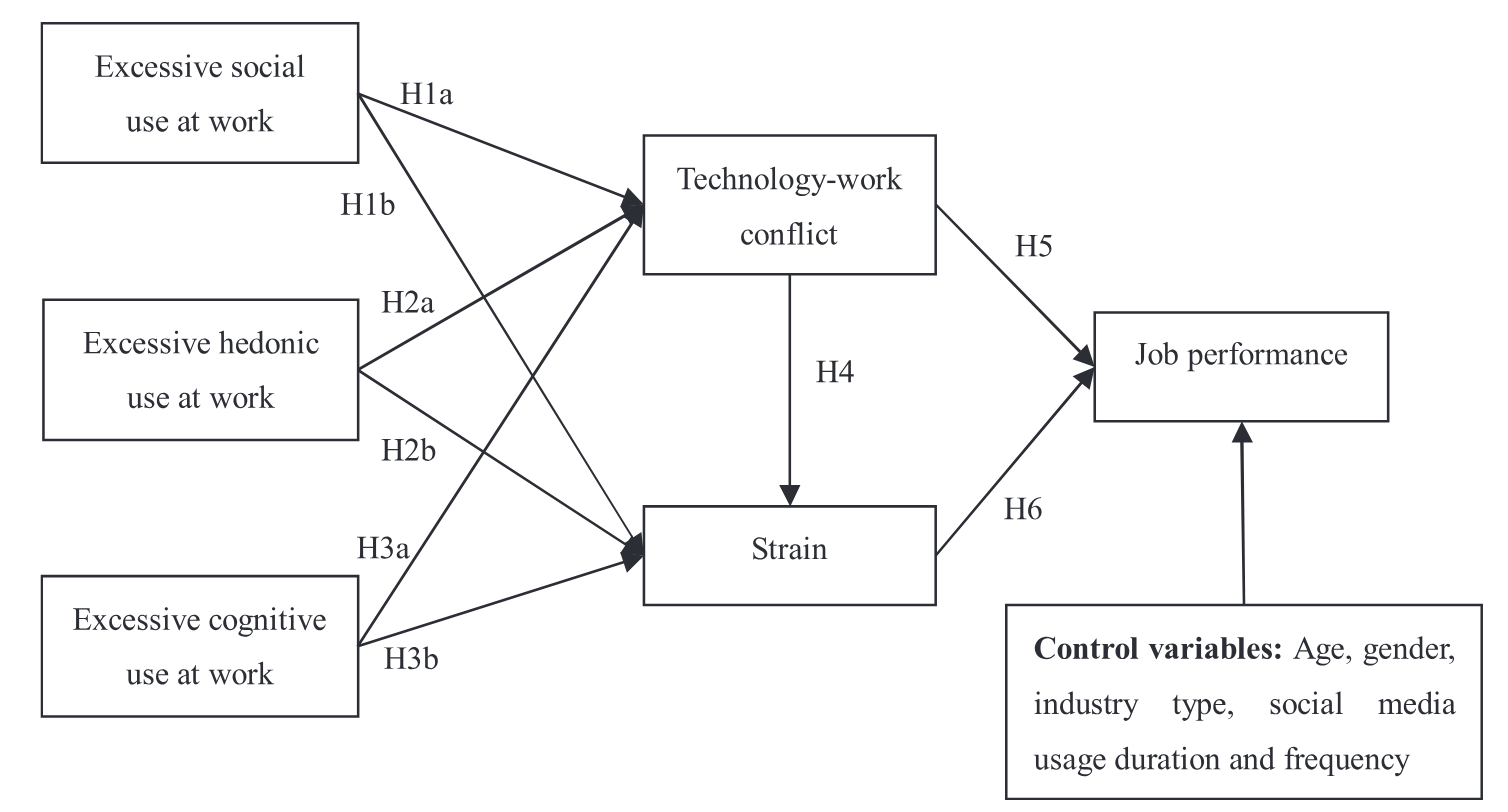 Excessive social
use at work
H1a
H1b
Technology-work
conflict
H5
Excessive hedonic
use at work
H2a
H2b
H4
Job performance
H3a
H6
Strain
Excessive cognitive
use at work
H3b
Control variables: Age, gender,
industry type, social media
usage duration and frequency